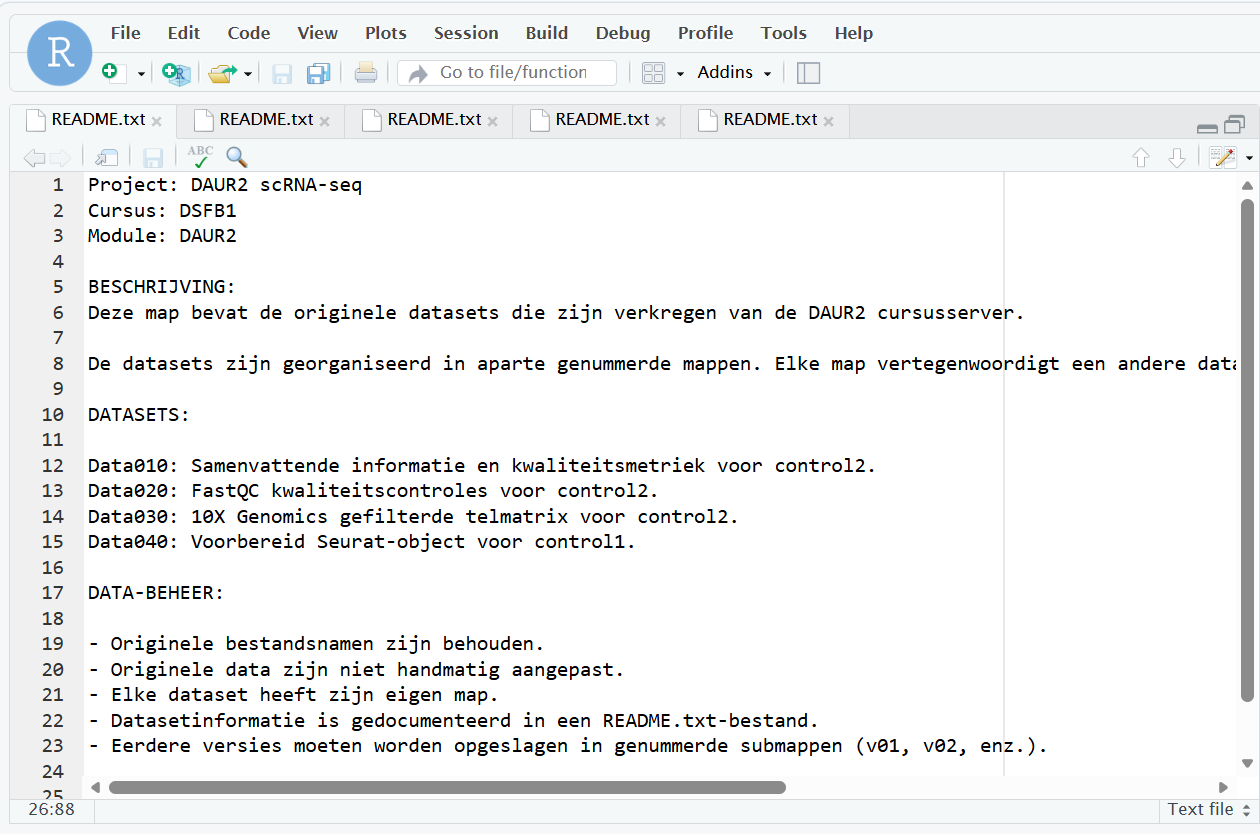 R
File Edit Code View Plots Session Build Debug Profile Tools Help
R Go to file/function Addins
README.txt README.txt README.txt README.txt README.txt
ABC
1 Project: DAUR2 scRNA-seq
2 Cursus: DSFB1
3 Module: DAUR2
4
5 BESCHRIJVING:
6 Deze map bevat de originele datasets die zijn verkregen van de DAUR2 cursusserver.
7
8 De datasets zijn georganiseerd in aparte genummerde mappen. Elke map vertegenwoordigt een andere
9
10 DATASETS:
11
12 Data010: Samenvattende informatie en kwaliteitsmetriek voor control2.
13 Data020: FastQC kwaliteitscontroles voor control2.
14 Data030: 10X Genomics gefilterde telmatrix voor control2.
15 Data040: Voorbereid Seurat-object voor control1.
16
17 DATA-BEHEER:
18
19 - Originele bestandsnamen zijn behouden.
20 - Originele data zijn niet handmatig aangepast.
21 - Elke dataset heeft zijn eigen map.
22 - Datasetinformatie is gedocumenteerd in een README.txt-bestand.
23 - Eerdere versies moeten worden opgeslagen in genummerde submappen (v01, v02, enz.).
24
25
26:88 Text file